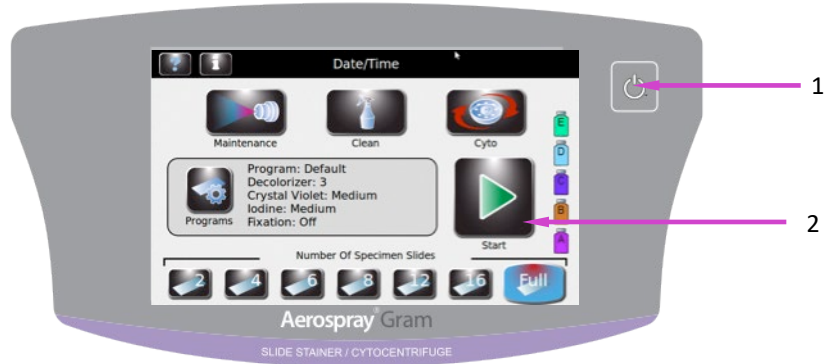 ? i Date/Time
Maintenance Clean Cyto
E
D
C
B
A
Programs
Program: Default
Decolorizer: 3
Crystal Violet: Medium
Iodine: Medium
Fixation: Off
Start
Number Of Specimen Slides
2 4 6 8 12 16 Full
Aerospray® Gram
SLIDE STAINER / CYTOCENTRIFUGE
1
2